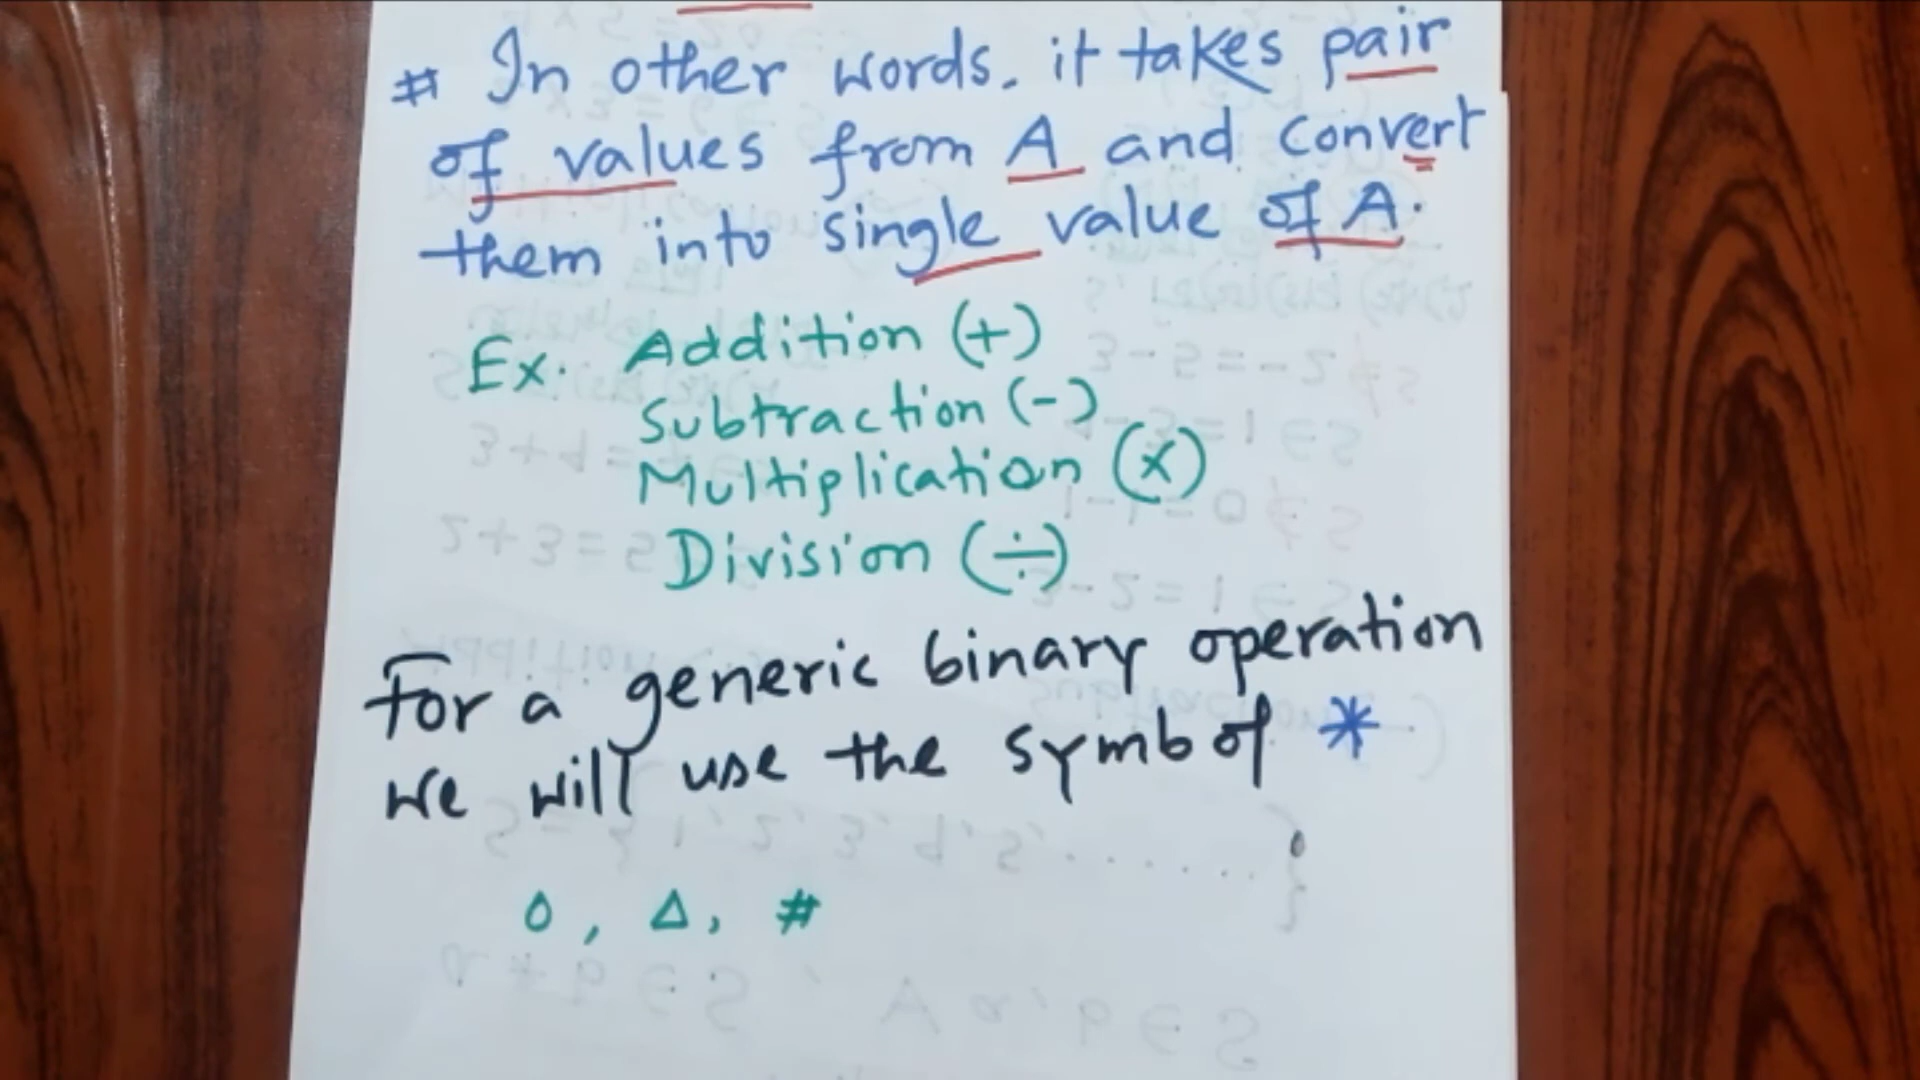 # In other words. it takes pair
of values from A and convert
them into single value of A.
Ex. Addition (+)
Subtraction (-)
Multiplication (x)
Division (÷)
For a generic binary operation
we will use the symbol *
o, Δ, #